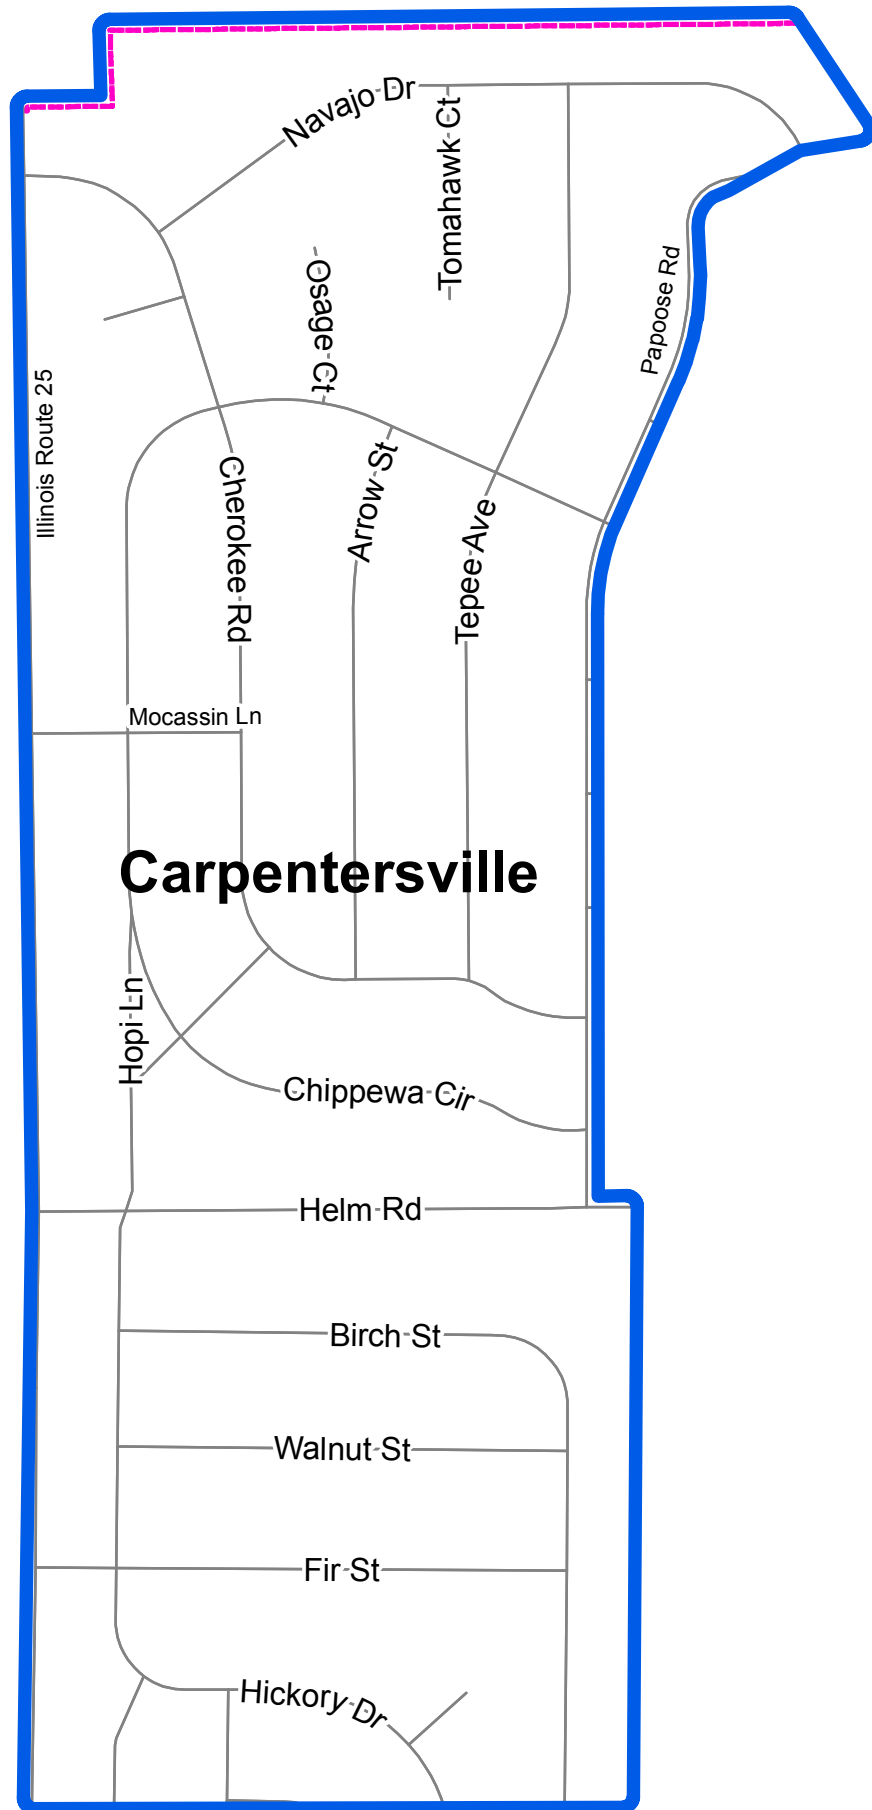 Navajo Dr
Tomahawk Ct
Osage Ct
Papoose Rd
Illinois Route 25
Cherokee Rd
Arrow St
Tepee Ave
Mocassin Ln
Carpentersville
Hopi Ln
Chippewa Cir
Helm Rd
Birch St
Walnut St
Fir St
Hickory Dr